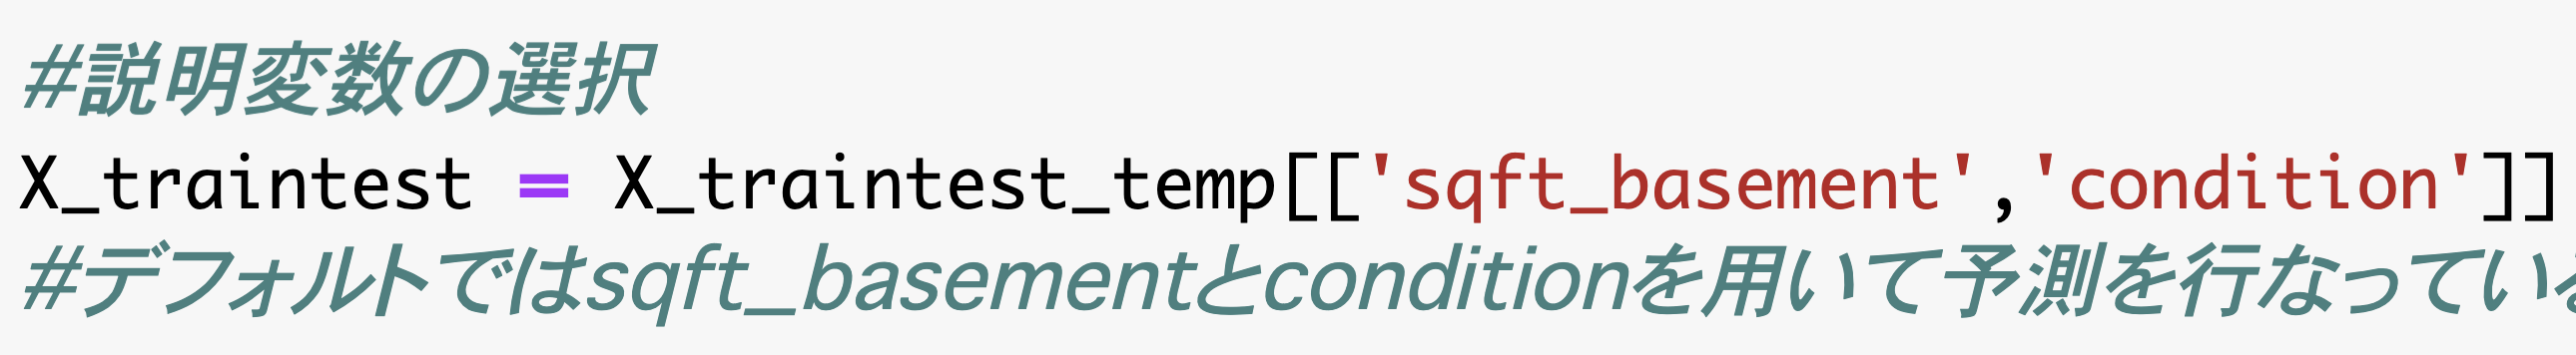 #説明変数の選択
X_traintest = X_traintest_temp[['sqft_basement','condition']]
#デフォルトではsqft_basementとconditionを用いて予測を行なっている